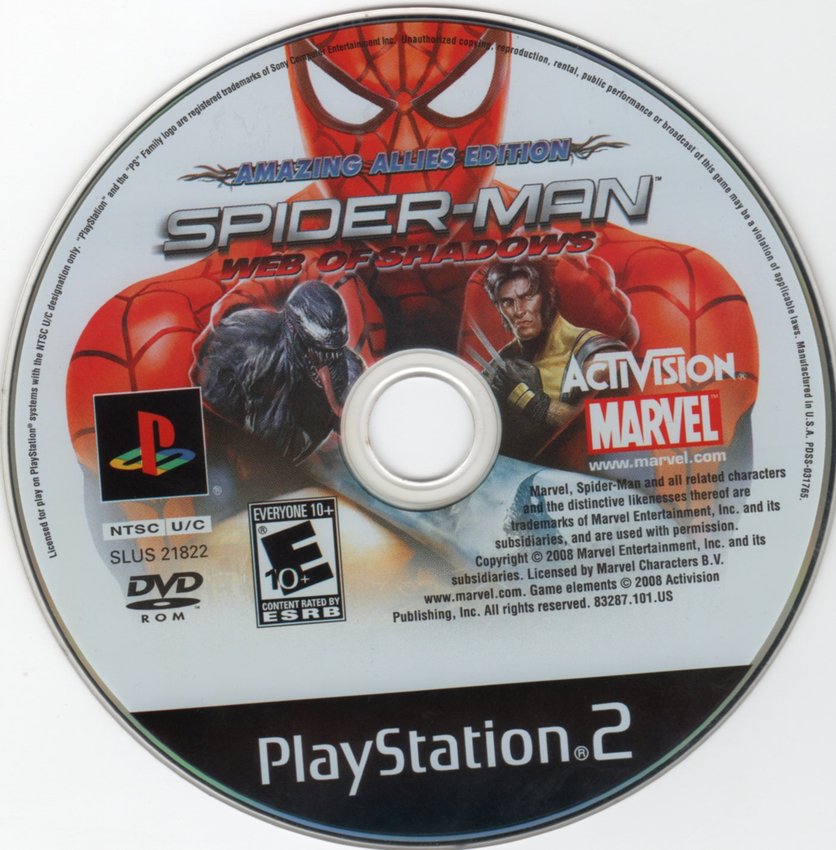 Licensed for play on PlayStation® systems with the NTSC U/C designation only. "PlayStation" and the "PS" Family logo are registered trademarks of Sony Computer Entertainment Inc. Unauthorized copying, reproduction, rental, public performance or broadcast of this game may be a violation of applicable laws. Manufactured in U.S.A. PDSS-031765.
AMAZING ALLIES EDITION
SPIDER-MAN™
WEB OF SHADOWS
ACTIVISION®
MARVEL™
www.marvel.com
®
NTSC U/C
SLUS 21822
DVD™
ROM
EVERYONE 10+
®
E
10+
CONTENT RATED BY
ESRB
Marvel, Spider-Man and all related characters
and the distinctive likenesses thereof are
trademarks of Marvel Entertainment, Inc. and its
subsidiaries, and are used with permission.
Copyright © 2008 Marvel Entertainment, Inc. and its
subsidiaries. Licensed by Marvel Characters B.V.
www.marvel.com. Game elements © 2008 Activision
Publishing, Inc. All rights reserved. 83287.101.US
PlayStation®2